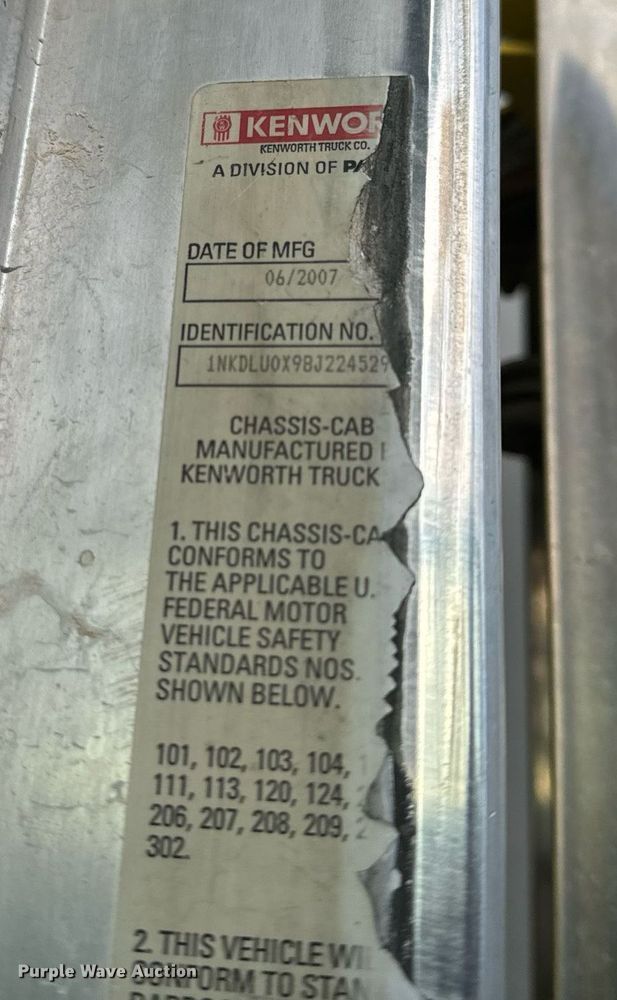 KENWOR
KENWORTH TRUCK CO.
A DIVISION OF PA
DATE OF MFG
06/2007
IDENTIFICATION NO.
1NKDLU0X98J224529
CHASSIS-CAB
MANUFACTURED
KENWORTH TRUCK
1. THIS CHASSIS-CA
CONFORMS TO
THE APPLICABLE U.
FEDERAL MOTOR
VEHICLE SAFETY
STANDARDS NOS.
SHOWN BELOW.
101, 102, 103, 104,
111, 113, 120, 124,
206, 207, 208, 209,
302.
2. THIS VEHICLE WI
CONFORM TO STAN
Purple Wave Auction